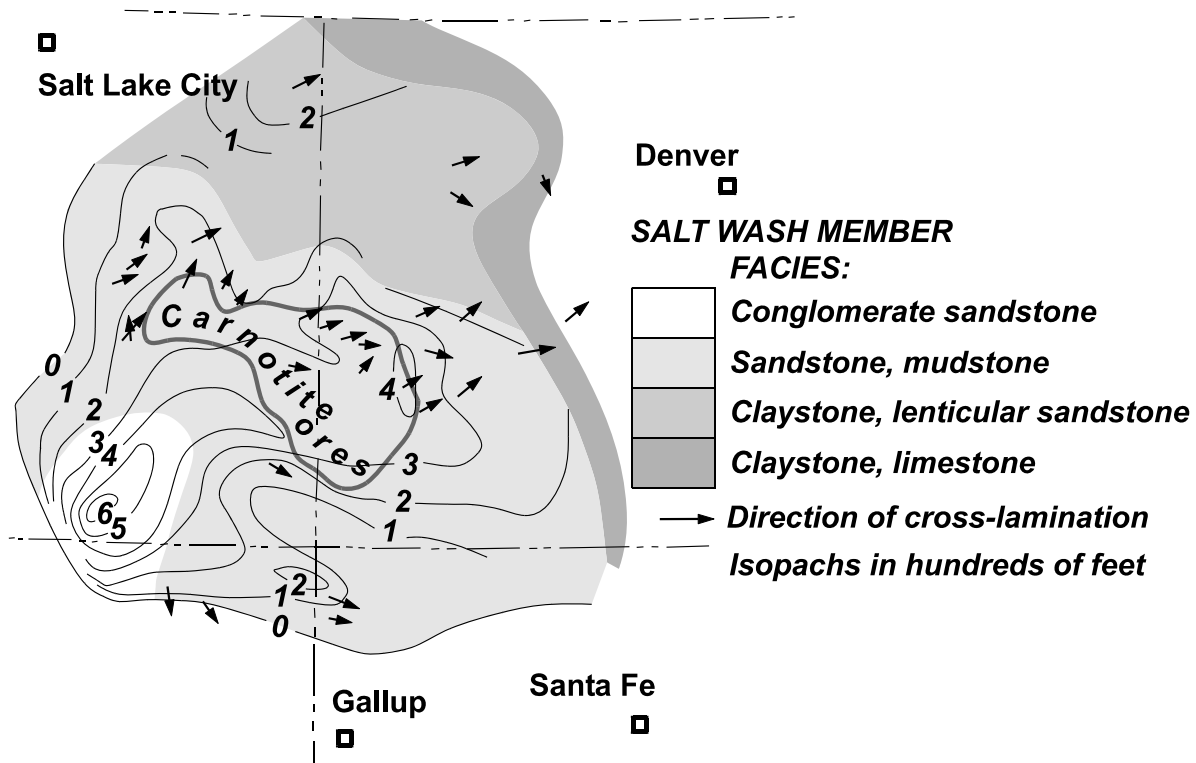 Salt Lake City
2
1
Denver
SALT WASH MEMBER
FACIES:
Conglomerate sandstone
Sandstone, mudstone
Claystone, lenticular sandstone
Claystone, limestone
Direction of cross-lamination
Isopachs in hundreds of feet
Carnotite
ores
0
1
2
3
4
6
5
4
3
2
1
2
1
0
Gallup
Santa Fe